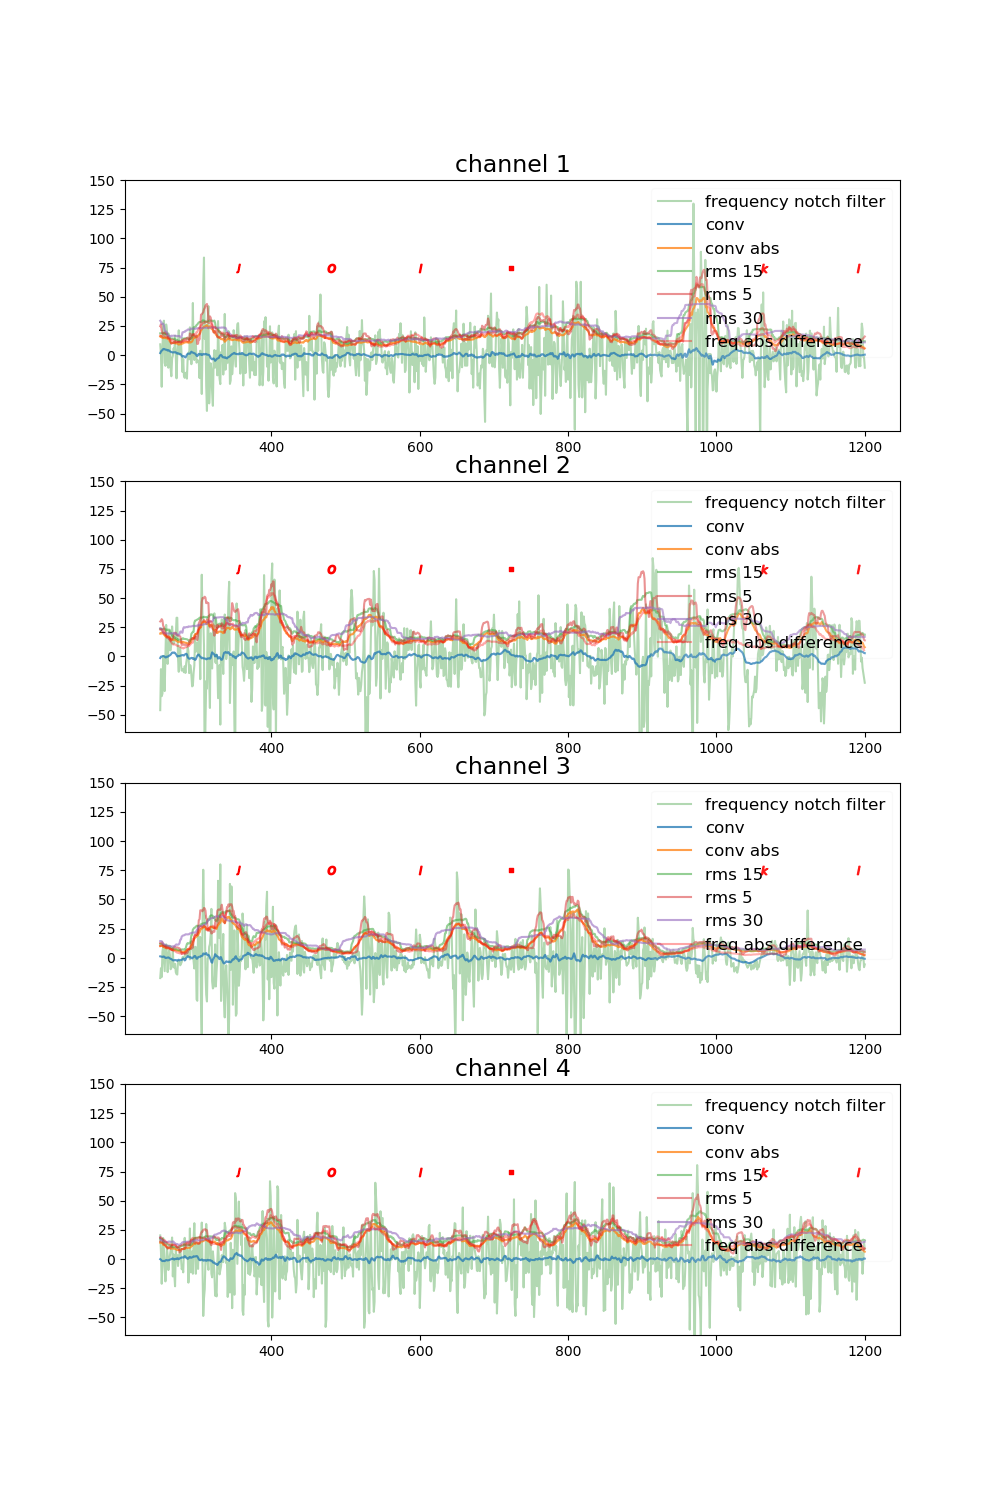 channel 1
150
125
100
75
50
25
0
−25
−50
frequency notch filter
conv
conv abs
rms 15
rms 5
rms 30
freq abs difference
J o l ▪ k l
400 600 800 1000 1200
channel 2
150
125
100
75
50
25
0
−25
−50
frequency notch filter
conv
conv abs
rms 15
rms 5
rms 30
freq abs difference
J o l ▪ k l
400 600 800 1000 1200
channel 3
150
125
100
75
50
25
0
−25
−50
frequency notch filter
conv
conv abs
rms 15
rms 5
rms 30
freq abs difference
J o l ▪ k l
400 600 800 1000 1200
channel 4
150
125
100
75
50
25
0
−25
−50
frequency notch filter
conv
conv abs
rms 15
rms 5
rms 30
freq abs difference
J o l ▪ k l
400 600 800 1000 1200